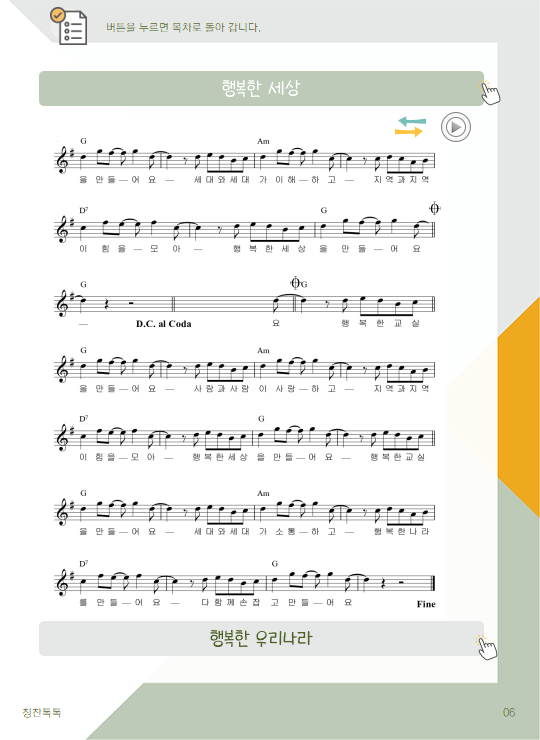 버튼을 누르면 목차로 돌아 갑니다.
행복한 세상
G Am
을 만들 — 어 요 — 세대와세대 가 이해 — 하 고 — 지역과지역
D7 G
이 힘을 — 모 아 — 행복한세상 을 만들 — 어 요
G G
— D.C. al Coda 요 행복한교실
G Am
을 만들 — 어 요 — 사람과사람 이 사랑 — 하 고 — 지역과지역
D7 G
이 힘을 — 모 아 — 행복한세상 을 만들 — 어 요 — 행복한교실
G Am
을 만들 — 어 요 — 세대와세대 가 소통 — 하 고 — 행복한나라
D7 G
를 만들 — 어 요 — 다함께손잡 고 만들 — 어 요 Fine
행복한 우리나라
칭찬톡톡 06